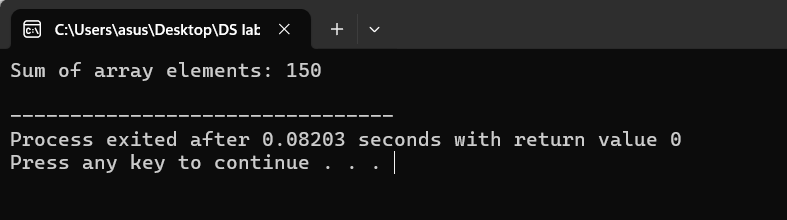 C:\Users\asus\Desktop\DS lab
Sum of array elements: 150
--------------------------------
Process exited after 0.08203 seconds with return value 0
Press any key to continue . . .